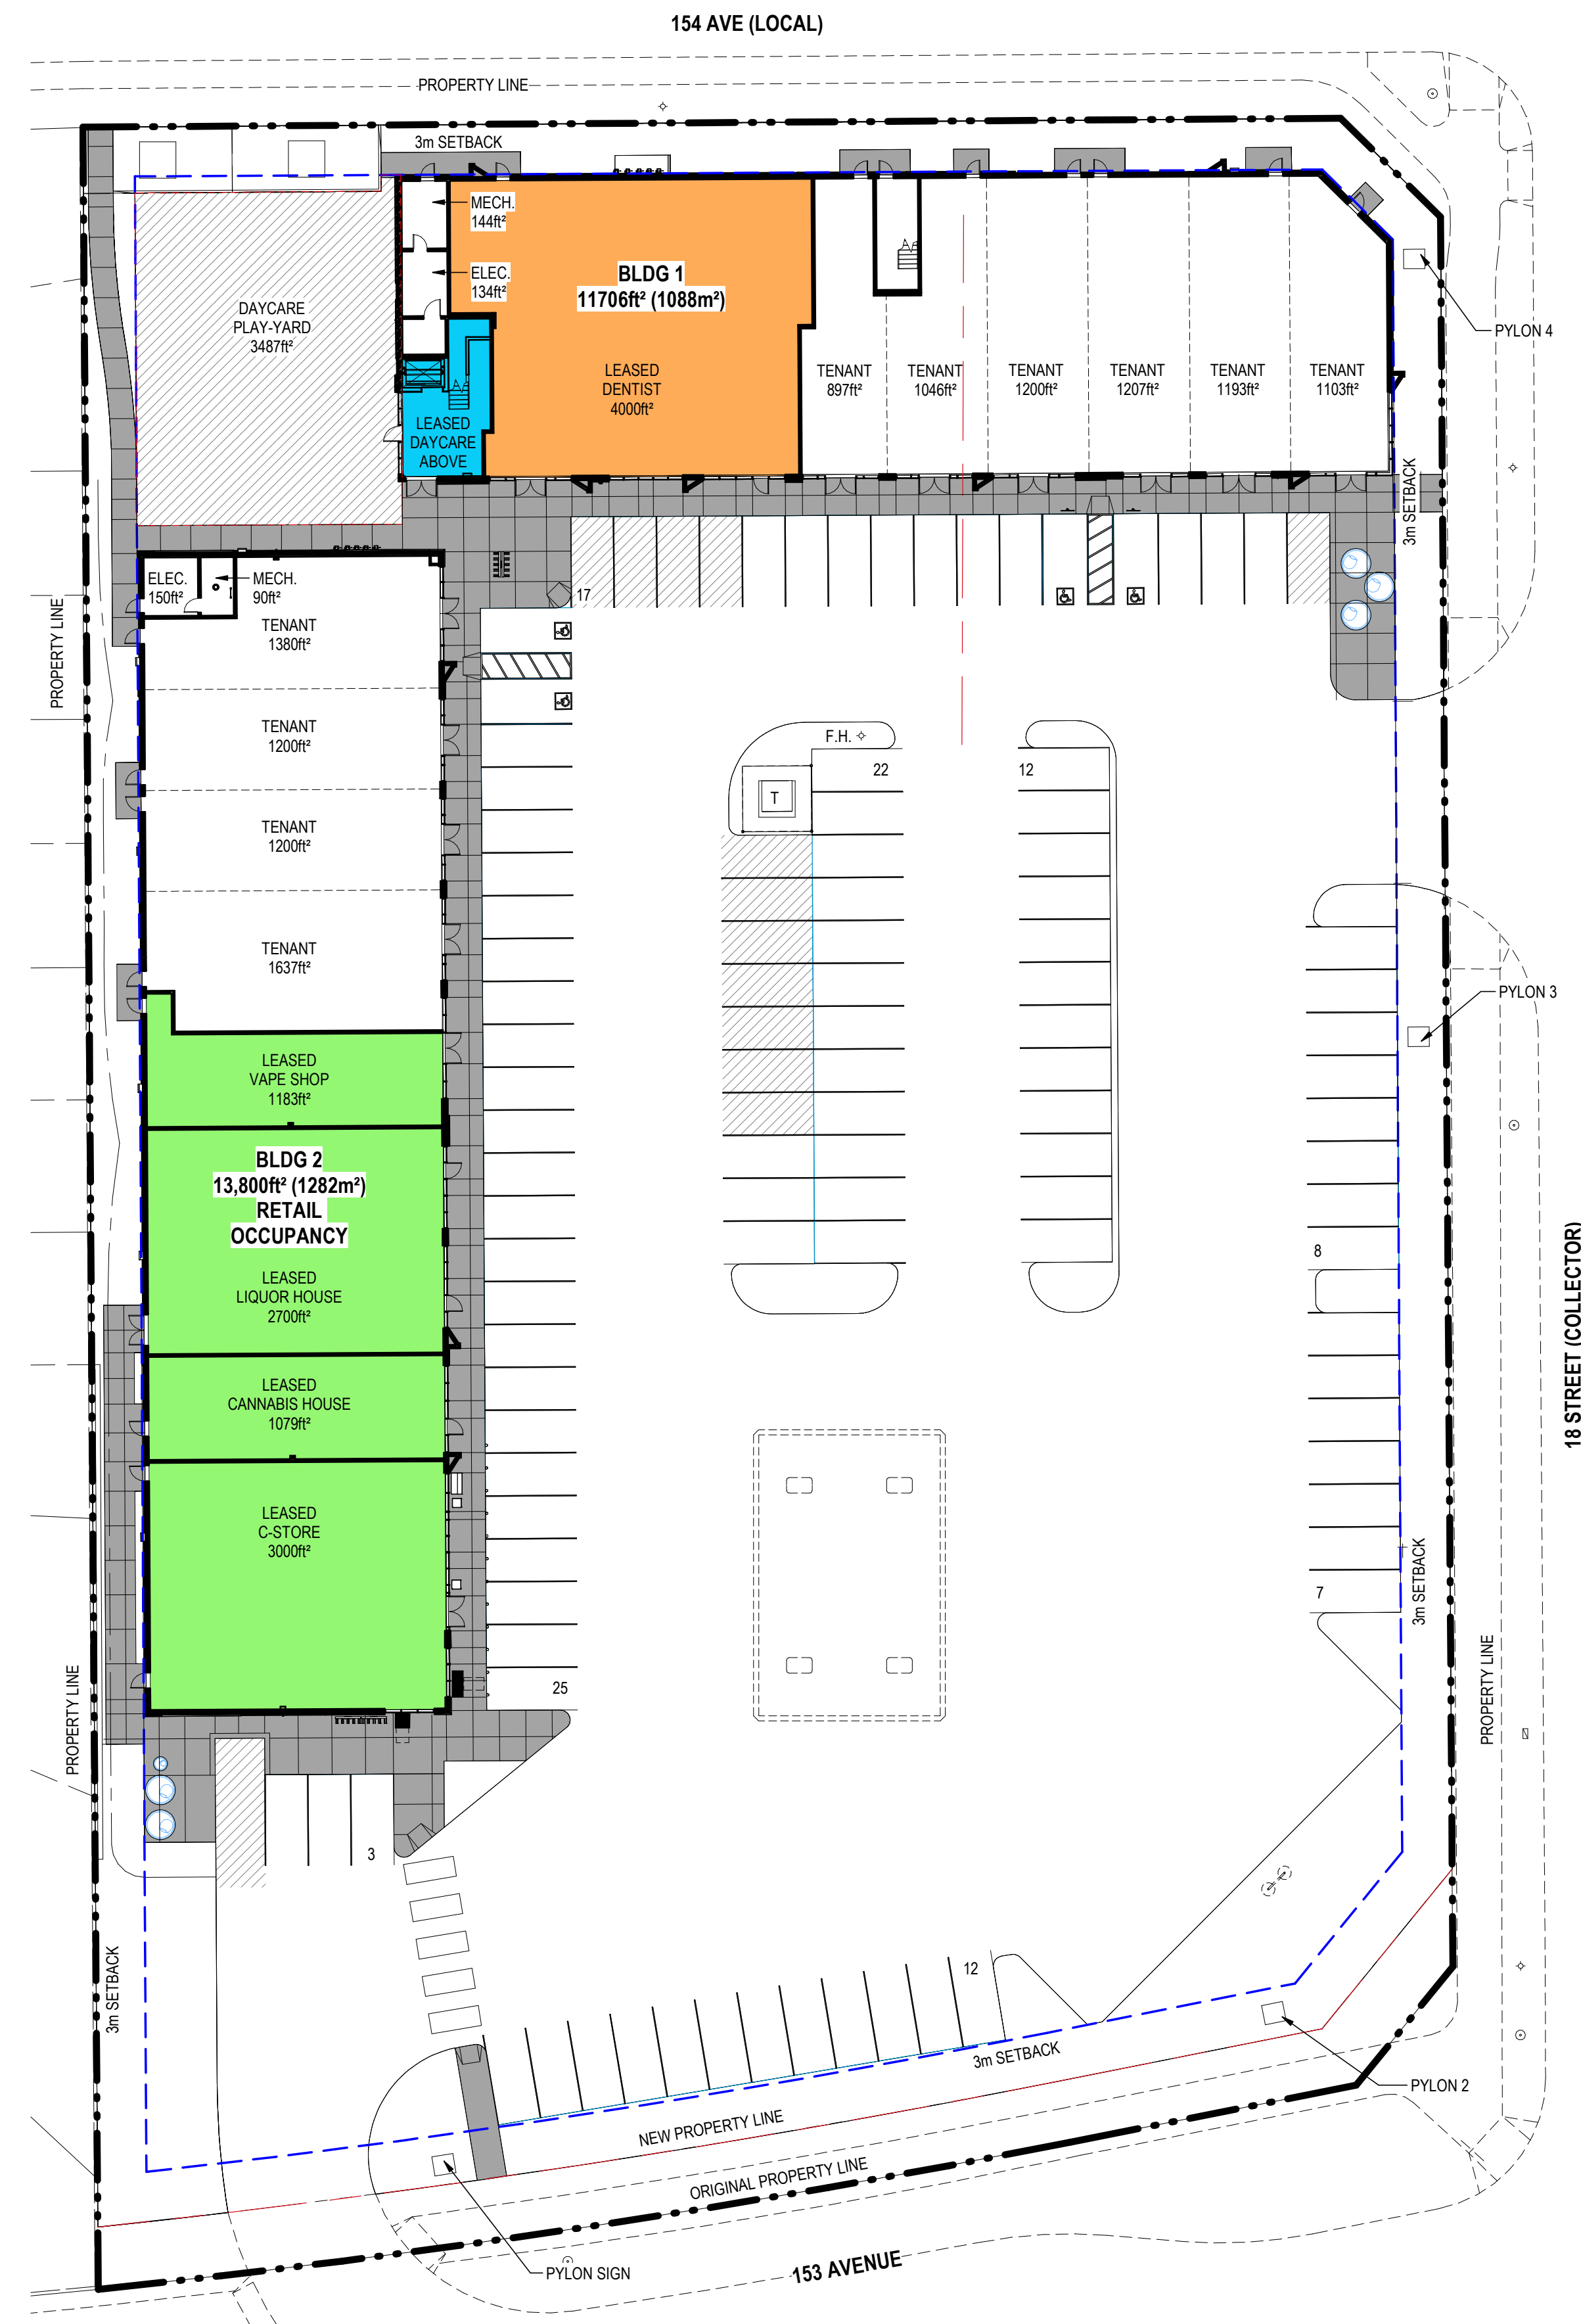 154 AVE (LOCAL)
PROPERTY LINE
3m SETBACK
MECH.
144ft²
ELEC.
134ft²
BLDG 1
11706ft² (1088m²)
DAYCARE
PLAY-YARD
3487ft²
PYLON 4
LEASED
DENTIST
4000ft²
TENANT
897ft²
TENANT
1046ft²
TENANT
1200ft²
TENANT
1207ft²
TENANT
1193ft²
TENANT
1103ft²
LEASED
DAYCARE
ABOVE
3m SETBACK
ELEC.
150ft²
MECH.
90ft²
17
TENANT
1380ft²
PROPERTY LINE
TENANT
1200ft²
F.H.
22
12
T
TENANT
1200ft²
TENANT
1637ft²
PYLON 3
LEASED
VAPE SHOP
1183ft²
BLDG 2
13,800ft² (1282m²)
RETAIL
OCCUPANCY
8
LEASED
LIQUOR HOUSE
2700ft²
18 STREET (COLLECTOR)
LEASED
CANNABIS HOUSE
1079ft²
LEASED
C-STORE
3000ft²
3m SETBACK
7
PROPERTY LINE
PROPERTY LINE
25
3
3m SETBACK
12
3m SETBACK
PYLON 2
NEW PROPERTY LINE
ORIGINAL PROPERTY LINE
PYLON SIGN
153 AVENUE